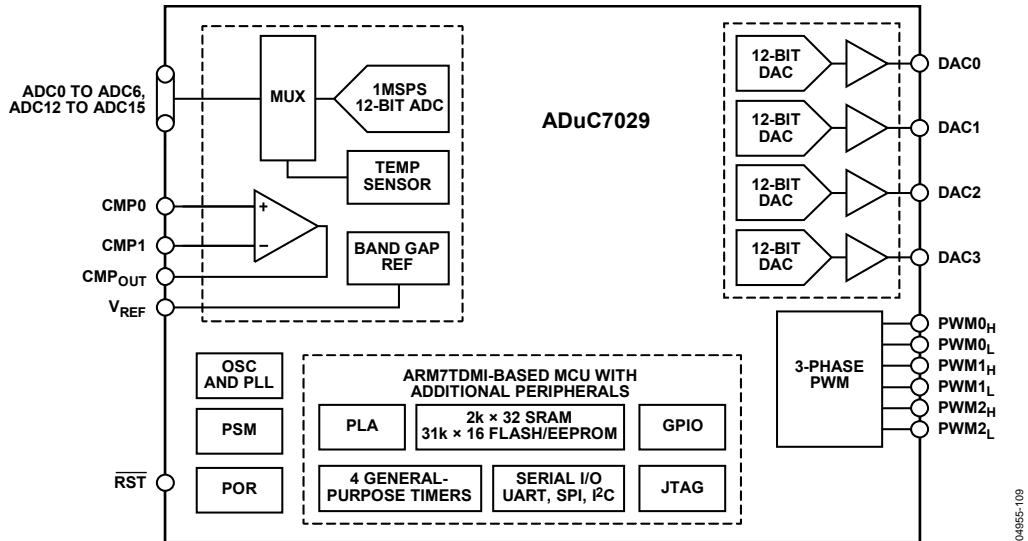 ADuC7029
ADC0 TO ADC6,
ADC12 TO ADC15
MUX
1MSPS
12-BIT ADC
TEMP
SENSOR
CMP0
CMP1
CMPOUT
VREF
+
−
BAND GAP
REF
12-BIT
DAC
DAC0
12-BIT
DAC
DAC1
12-BIT
DAC
DAC2
12-BIT
DAC
DAC3
3-PHASE
PWM
PWM0H
PWM0L
PWM1H
PWM1L
PWM2H
PWM2L
OSC
AND PLL
PSM
POR
RST
ARM7TDMI-BASED MCU WITH
ADDITIONAL PERIPHERALS
PLA
2k × 32 SRAM
31k × 16 FLASH/EEPROM
GPIO
4 GENERAL-
PURPOSE TIMERS
SERIAL I/O
UART, SPI, I²C
JTAG
04955-109